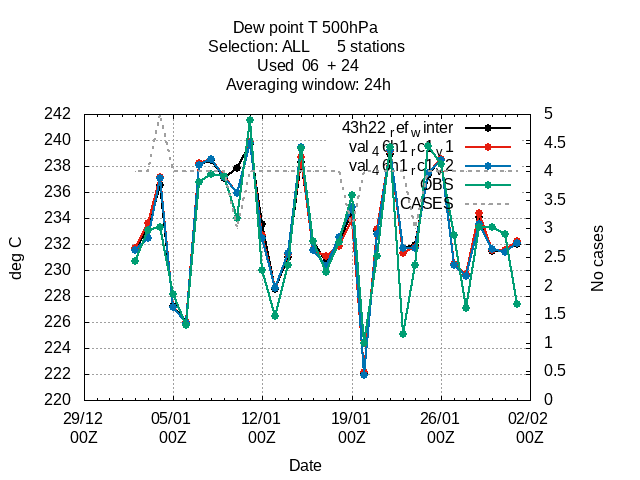 Dew point T 500hPa
Selection: ALL 5 stations
Used 06 + 24
Averaging window: 24h
43h22_ref_winter
val_46h1_rc1_v1
val_46h1_rc1_v2
OBS
CASES
deg C
242
240
238
236
234
232
230
228
226
224
222
220
5
4.5
4
3.5
3
2.5
2
1.5
1
0.5
0
No cases
29/12 05/01 12/01 19/01 26/01 02/02
00Z 00Z 00Z 00Z 00Z 00Z
Date